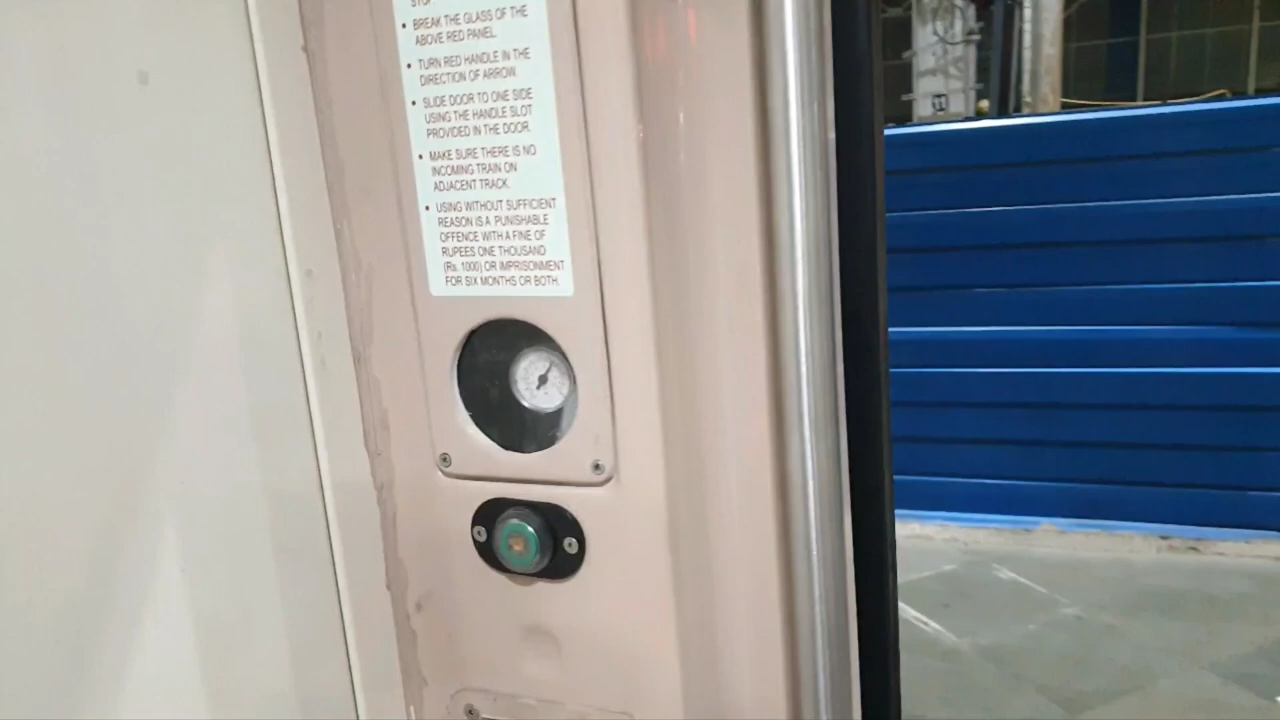 STOP.
• BREAK THE GLASS OF THE
ABOVE RED PANEL.
• TURN RED HANDLE IN THE
DIRECTION OF ARROW
• SLIDE DOOR TO ONE SIDE
USING THE HANDLE SLOT
PROVIDED IN THE DOOR.
• MAKE SURE THERE IS NO
INCOMING TRAIN ON
ADJACENT TRACK.
• USING WITHOUT SUFFICIENT
REASON IS A PUNISHABLE
OFFENCE WITH A FINE OF
RUPEES ONE THOUSAND
(Rs. 1000) OR IMPRISONMENT
FOR SIX MONTHS OR BOTH.